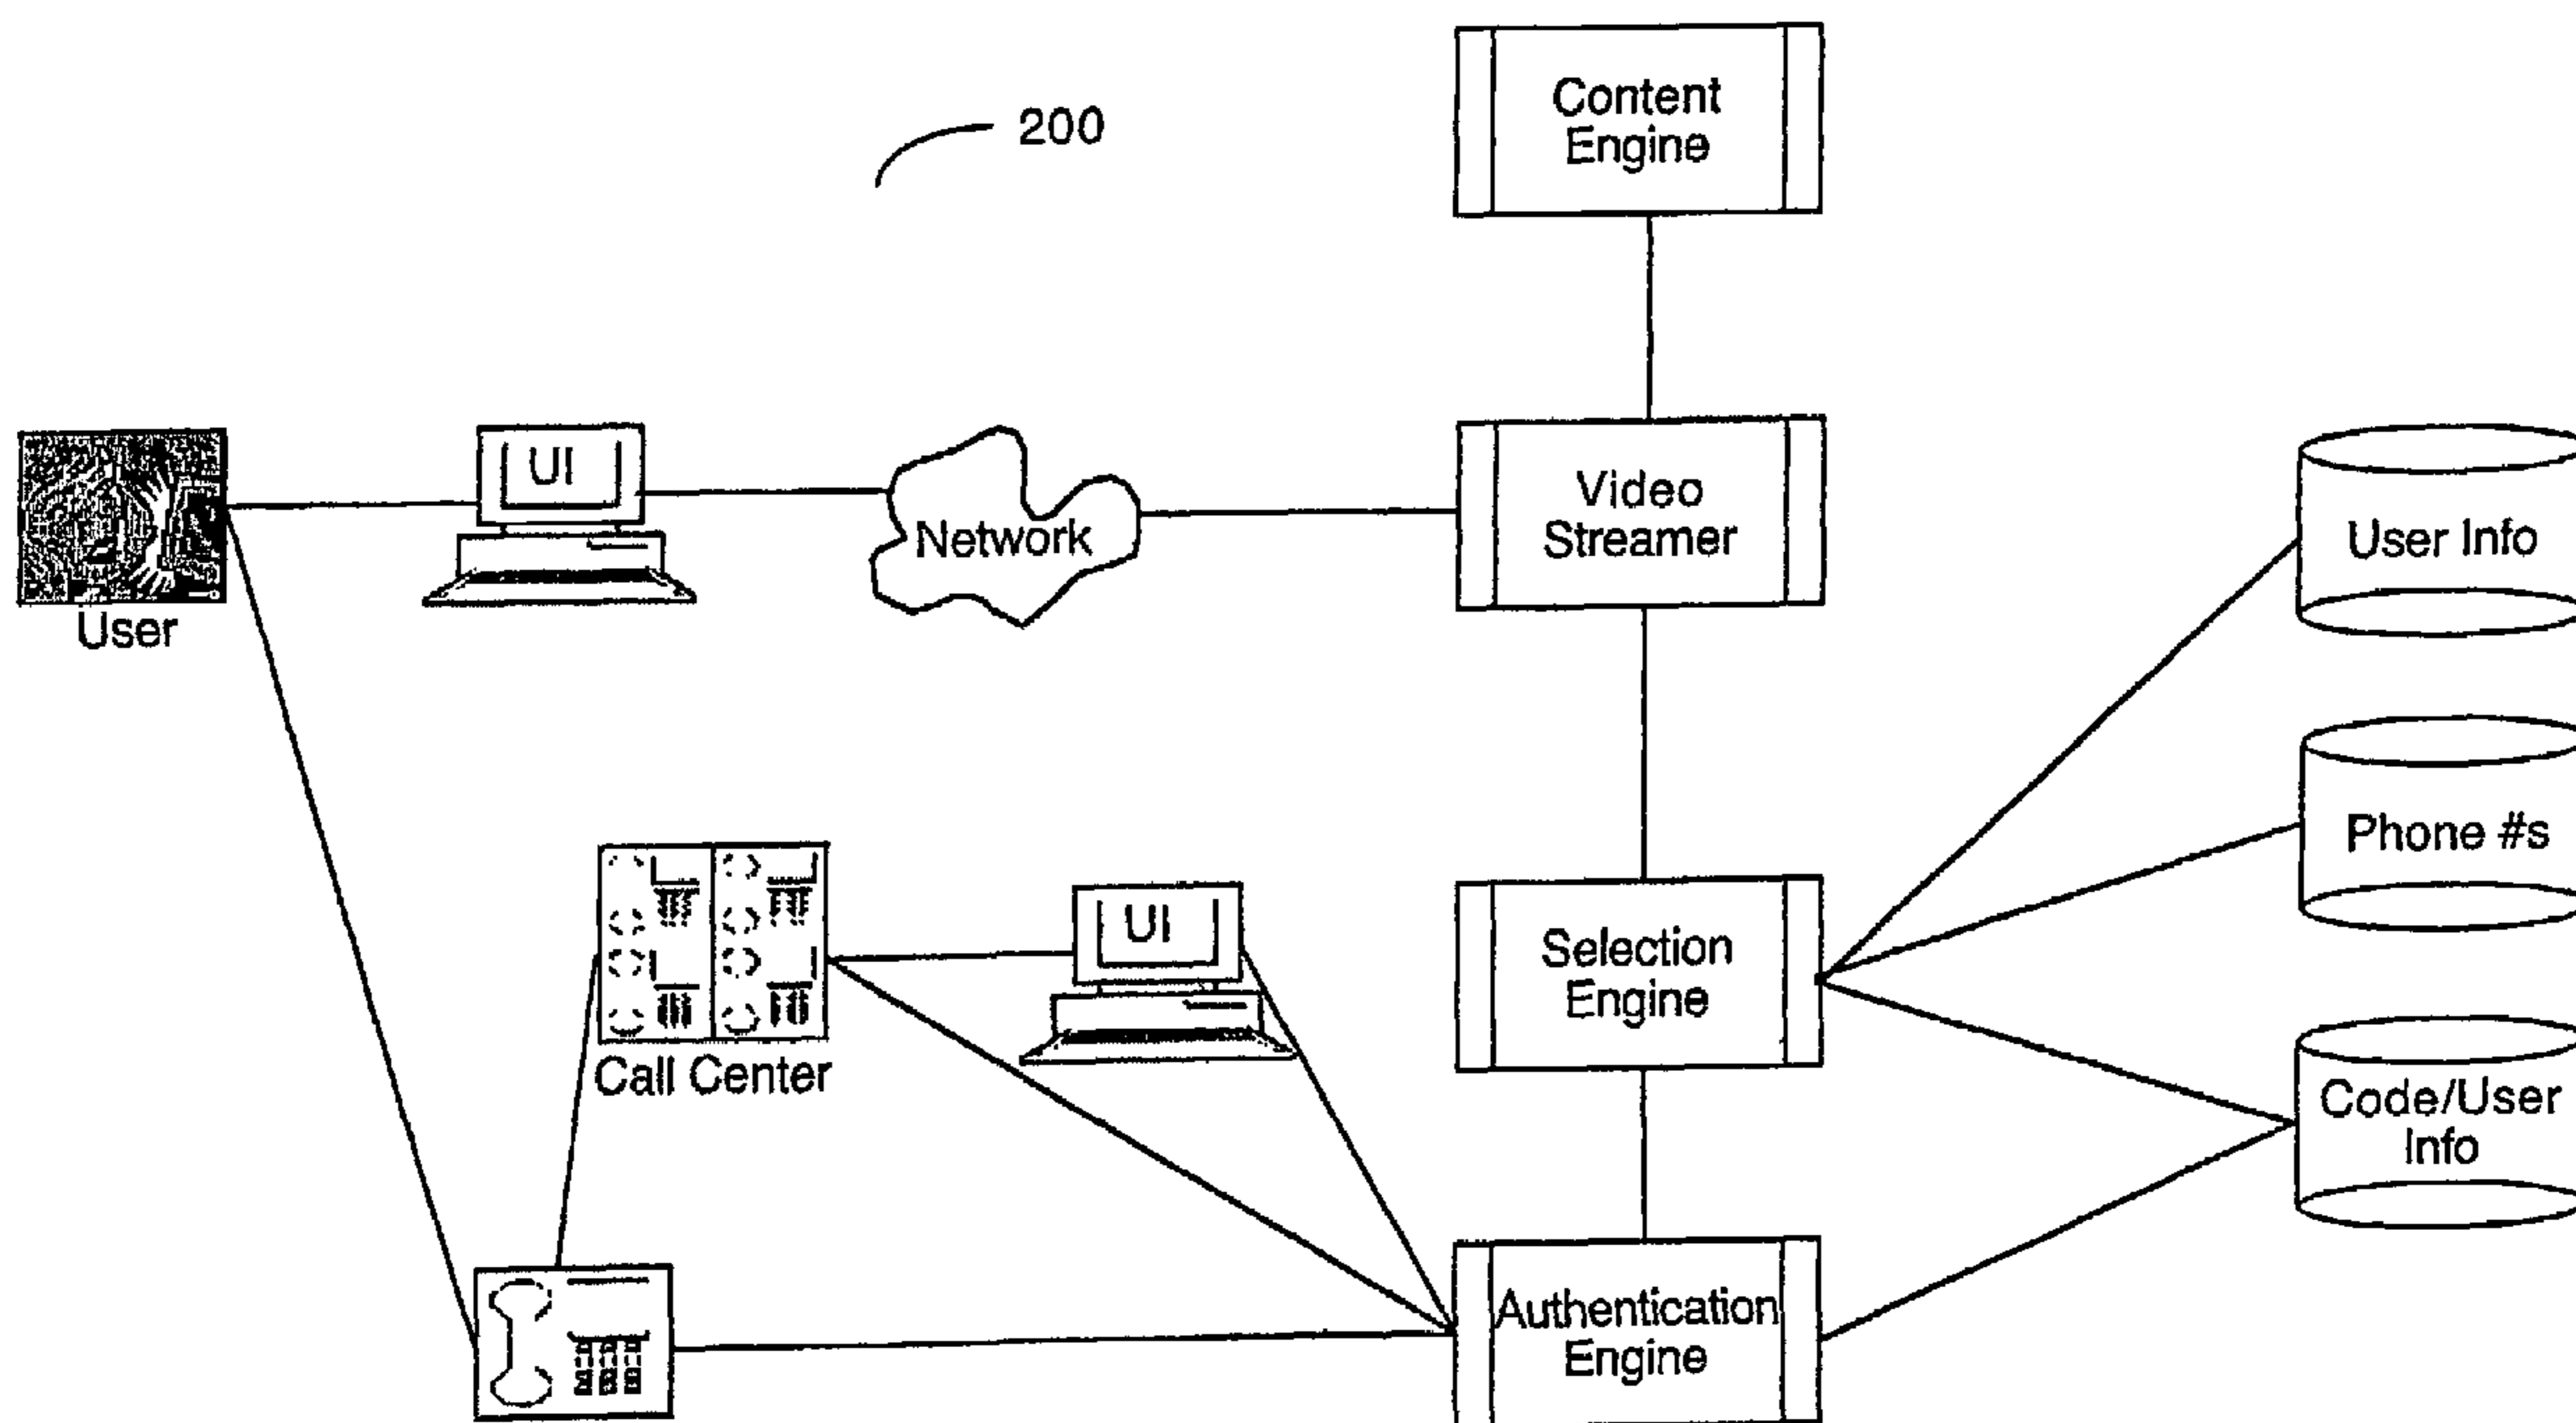 200
Content
Engine
UI
Network
Video
Streamer
User Info
User
Phone #s
UI
Selection
Engine
Call Center
Code/User
Info
Authentication
Engine